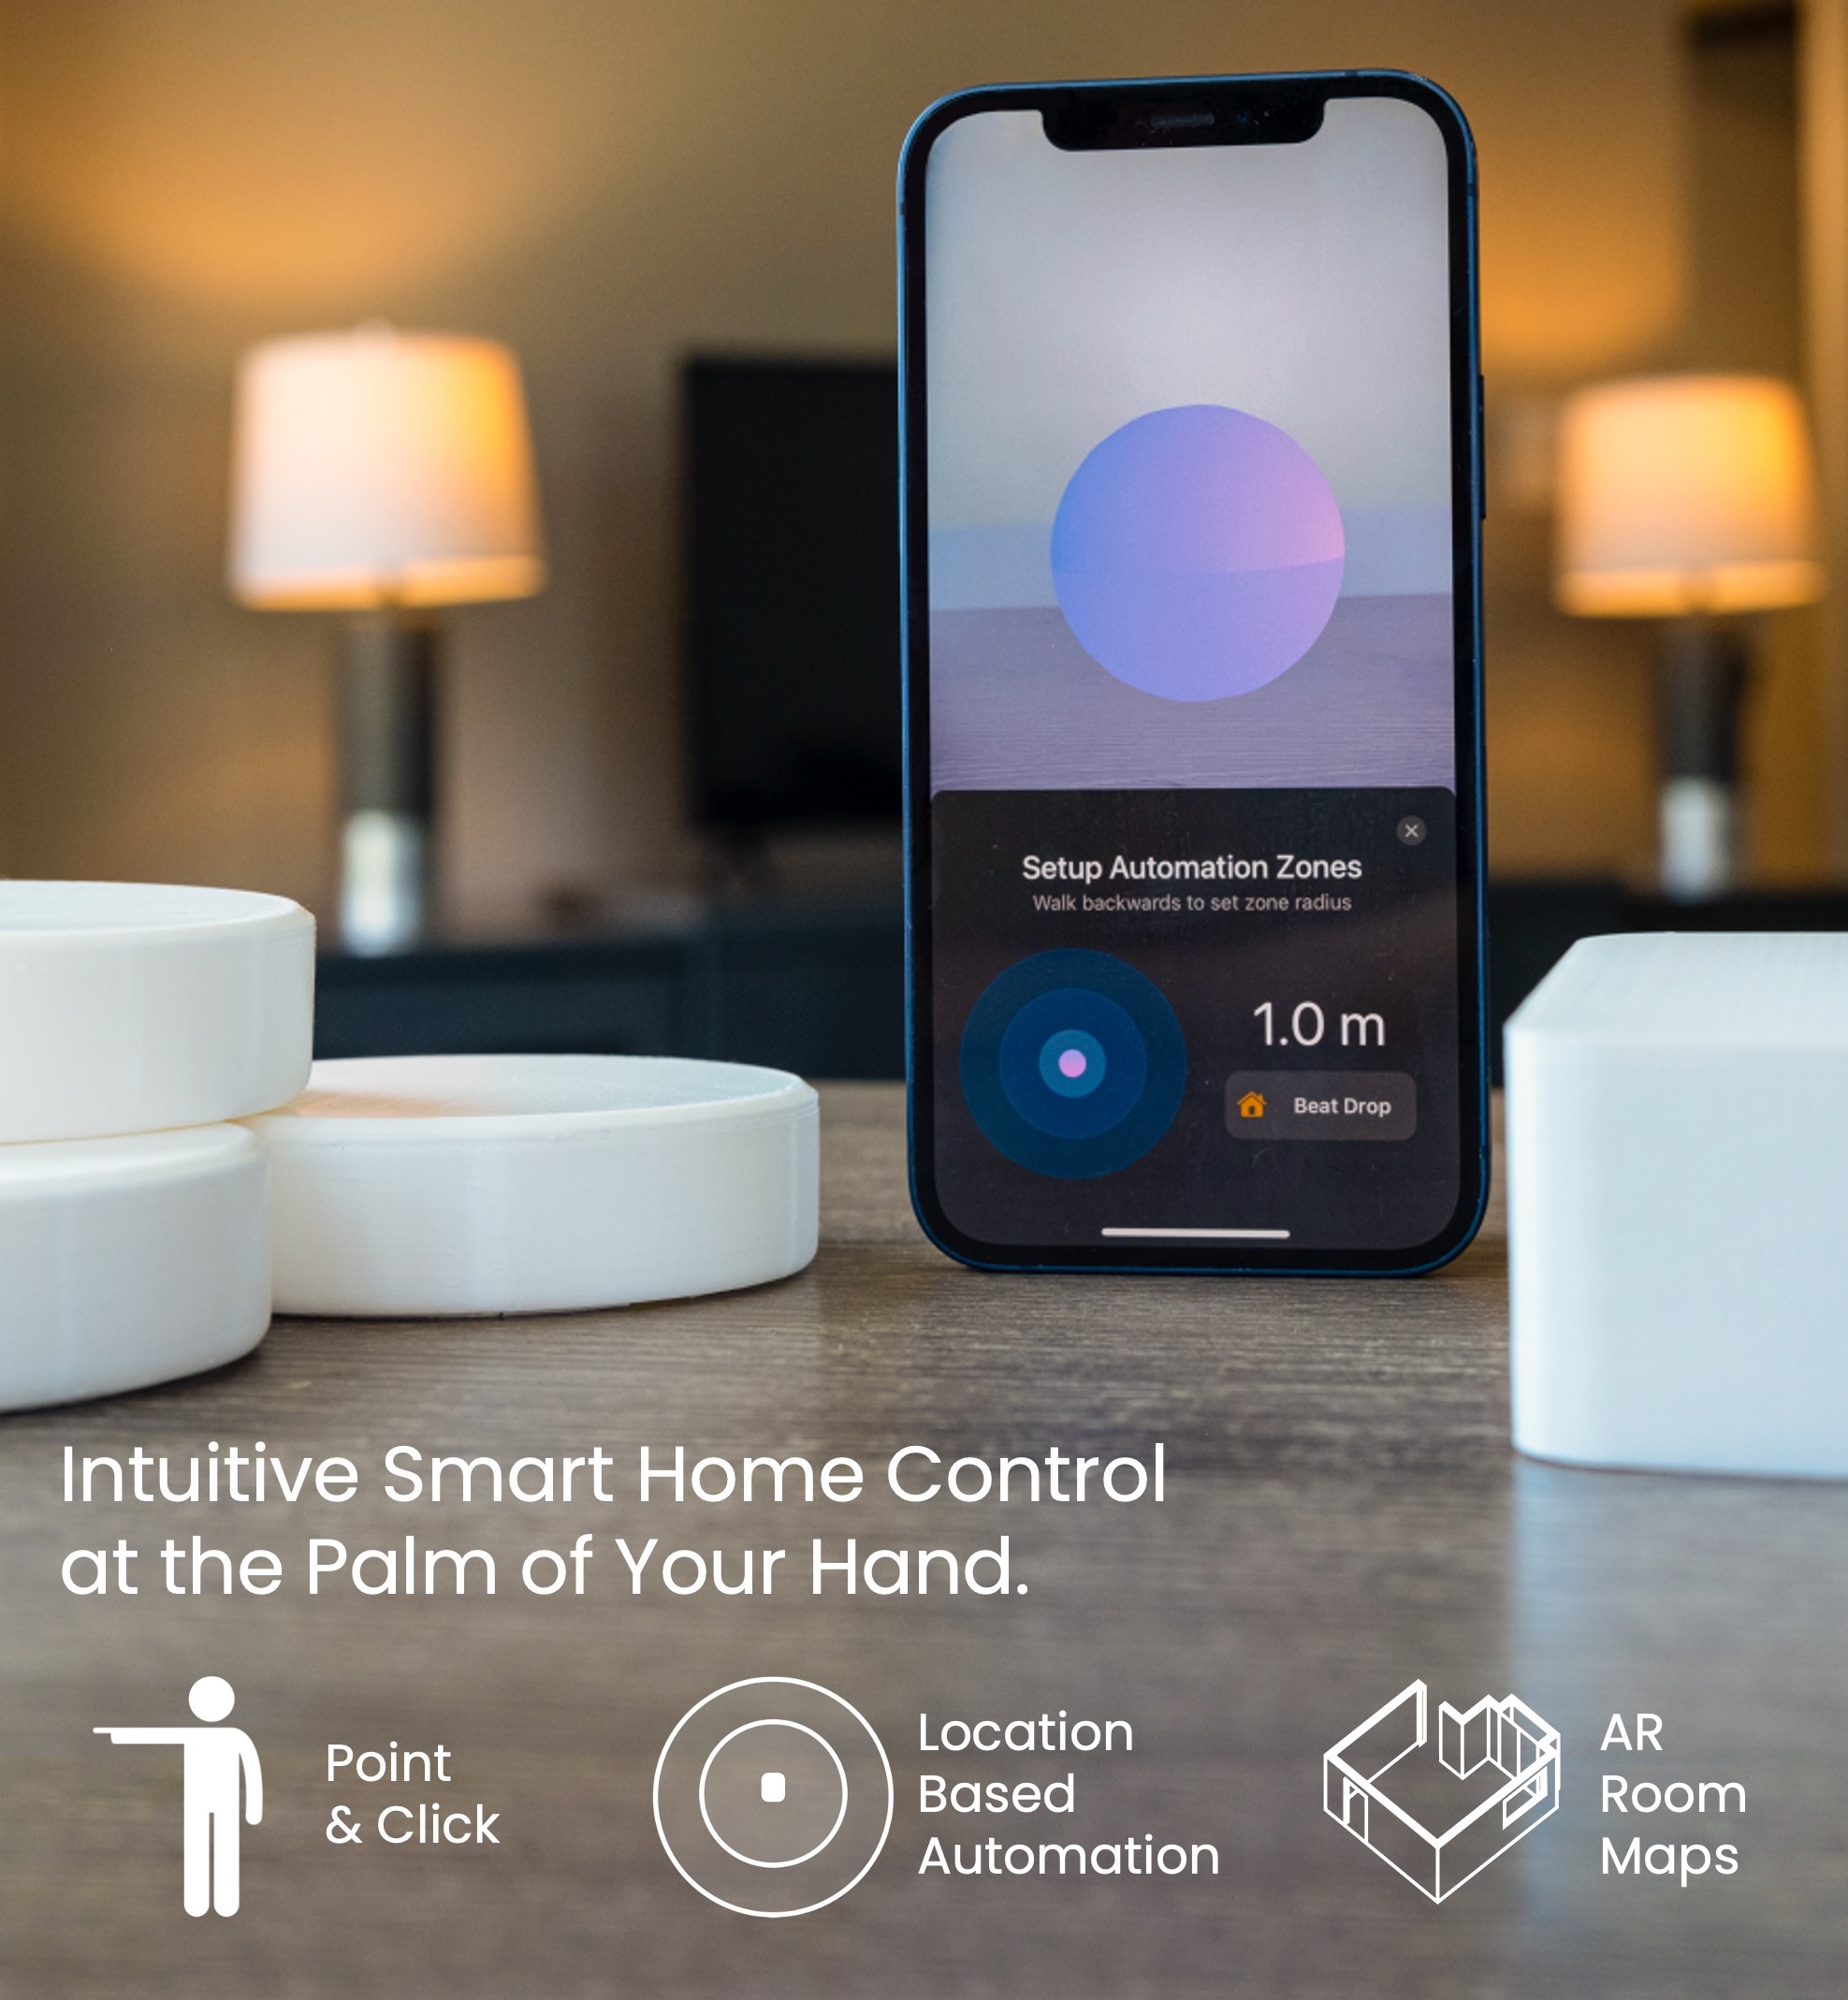 Setup Automation Zones
Walk backwards to set zone radius
1.0 m
Beat Drop
Intuitive Smart Home Control
at the Palm of Your Hand.
Point
& Click
Location
Based
Automation
AR
Room
Maps